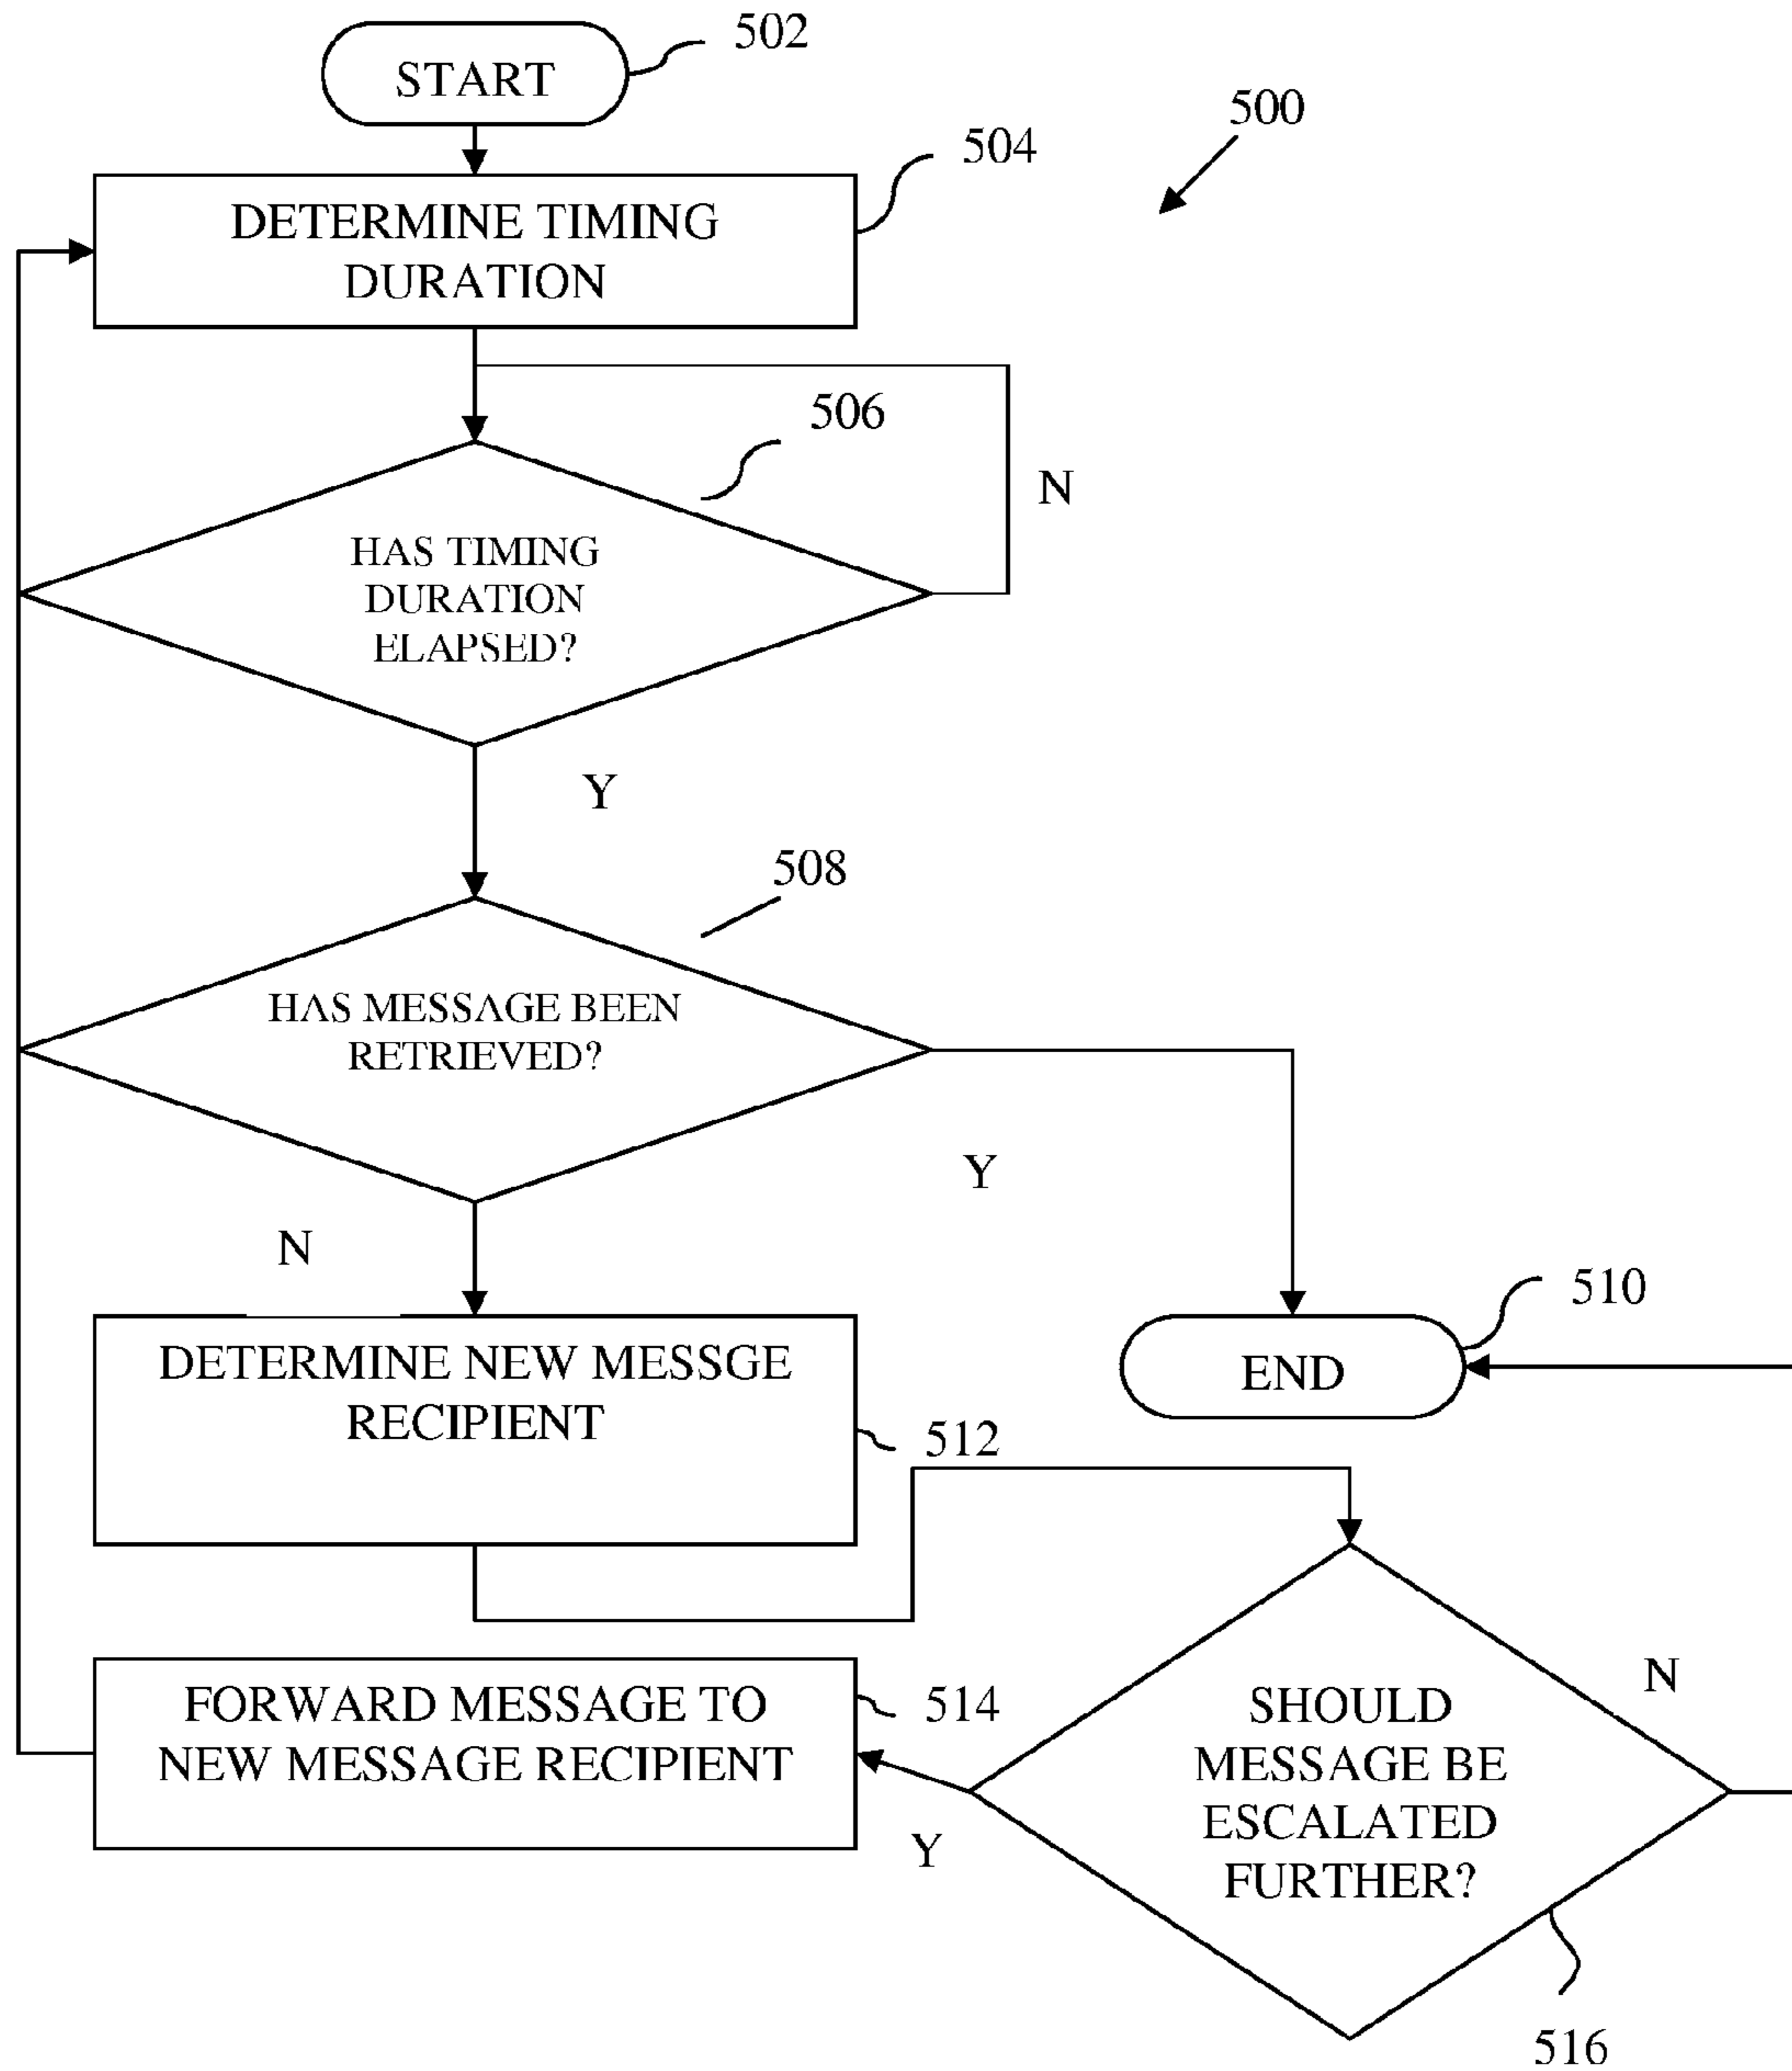 START
502
500
504
DETERMINE TIMING
DURATION
506
N
HAS TIMING
DURATION
ELAPSED?
Y
508
HAS MESSAGE BEEN
RETRIEVED?
Y
N
510
END
DETERMINE NEW MESSGE
RECIPIENT
512
FORWARD MESSAGE TO
NEW MESSAGE RECIPIENT
514
N
SHOULD
MESSAGE BE
ESCALATED
FURTHER?
Y
516